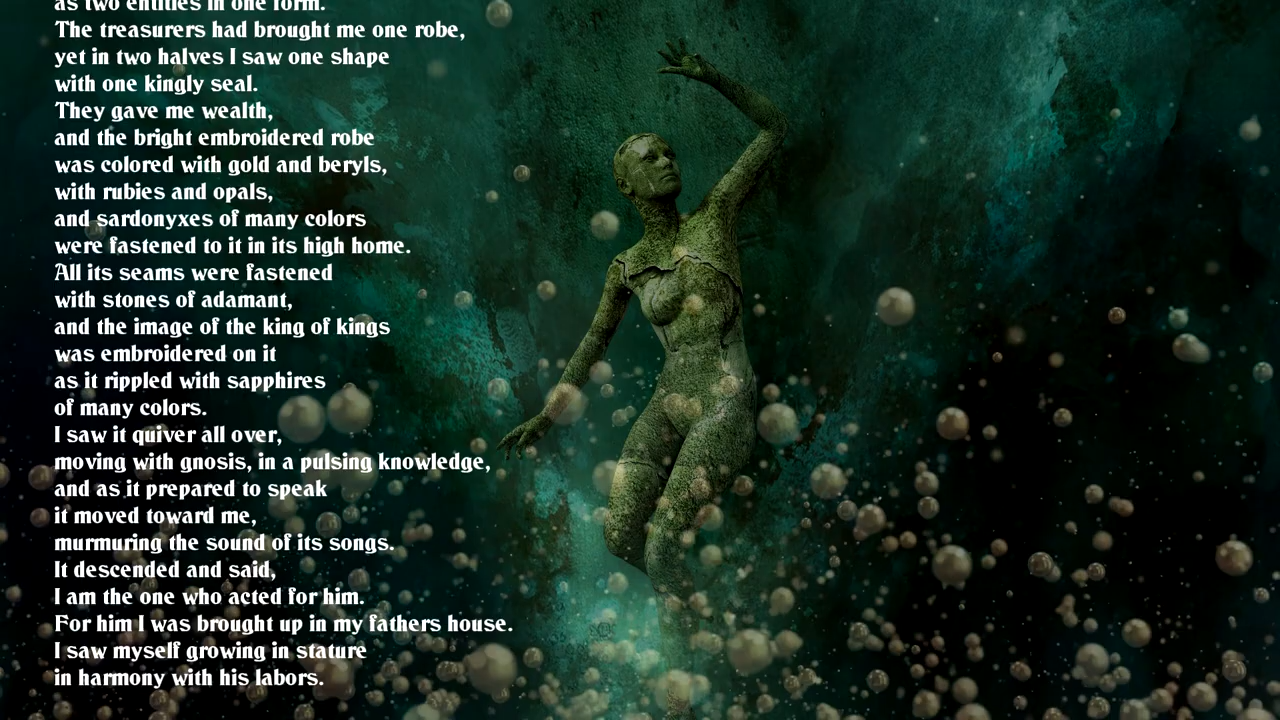 as two entities in one form.
The treasurers had brought me one robe,
yet in two halves I saw one shape
with one kingly seal.
They gave me wealth,
and the bright embroidered robe
was colored with gold and beryls,
with rubies and opals,
and sardonyxes of many colors
were fastened to it in its high home.
All its seams were fastened
with stones of adamant,
and the image of the king of kings
was embroidered on it
as it rippled with sapphires
of many colors.
I saw it quiver all over,
moving with gnosis, in a pulsing knowledge,
and as it prepared to speak
it moved toward me,
murmuring the sound of its songs.
It descended and said,
I am the one who acted for him.
For him I was brought up in my fathers house.
I saw myself growing in stature
in harmony with his labors.